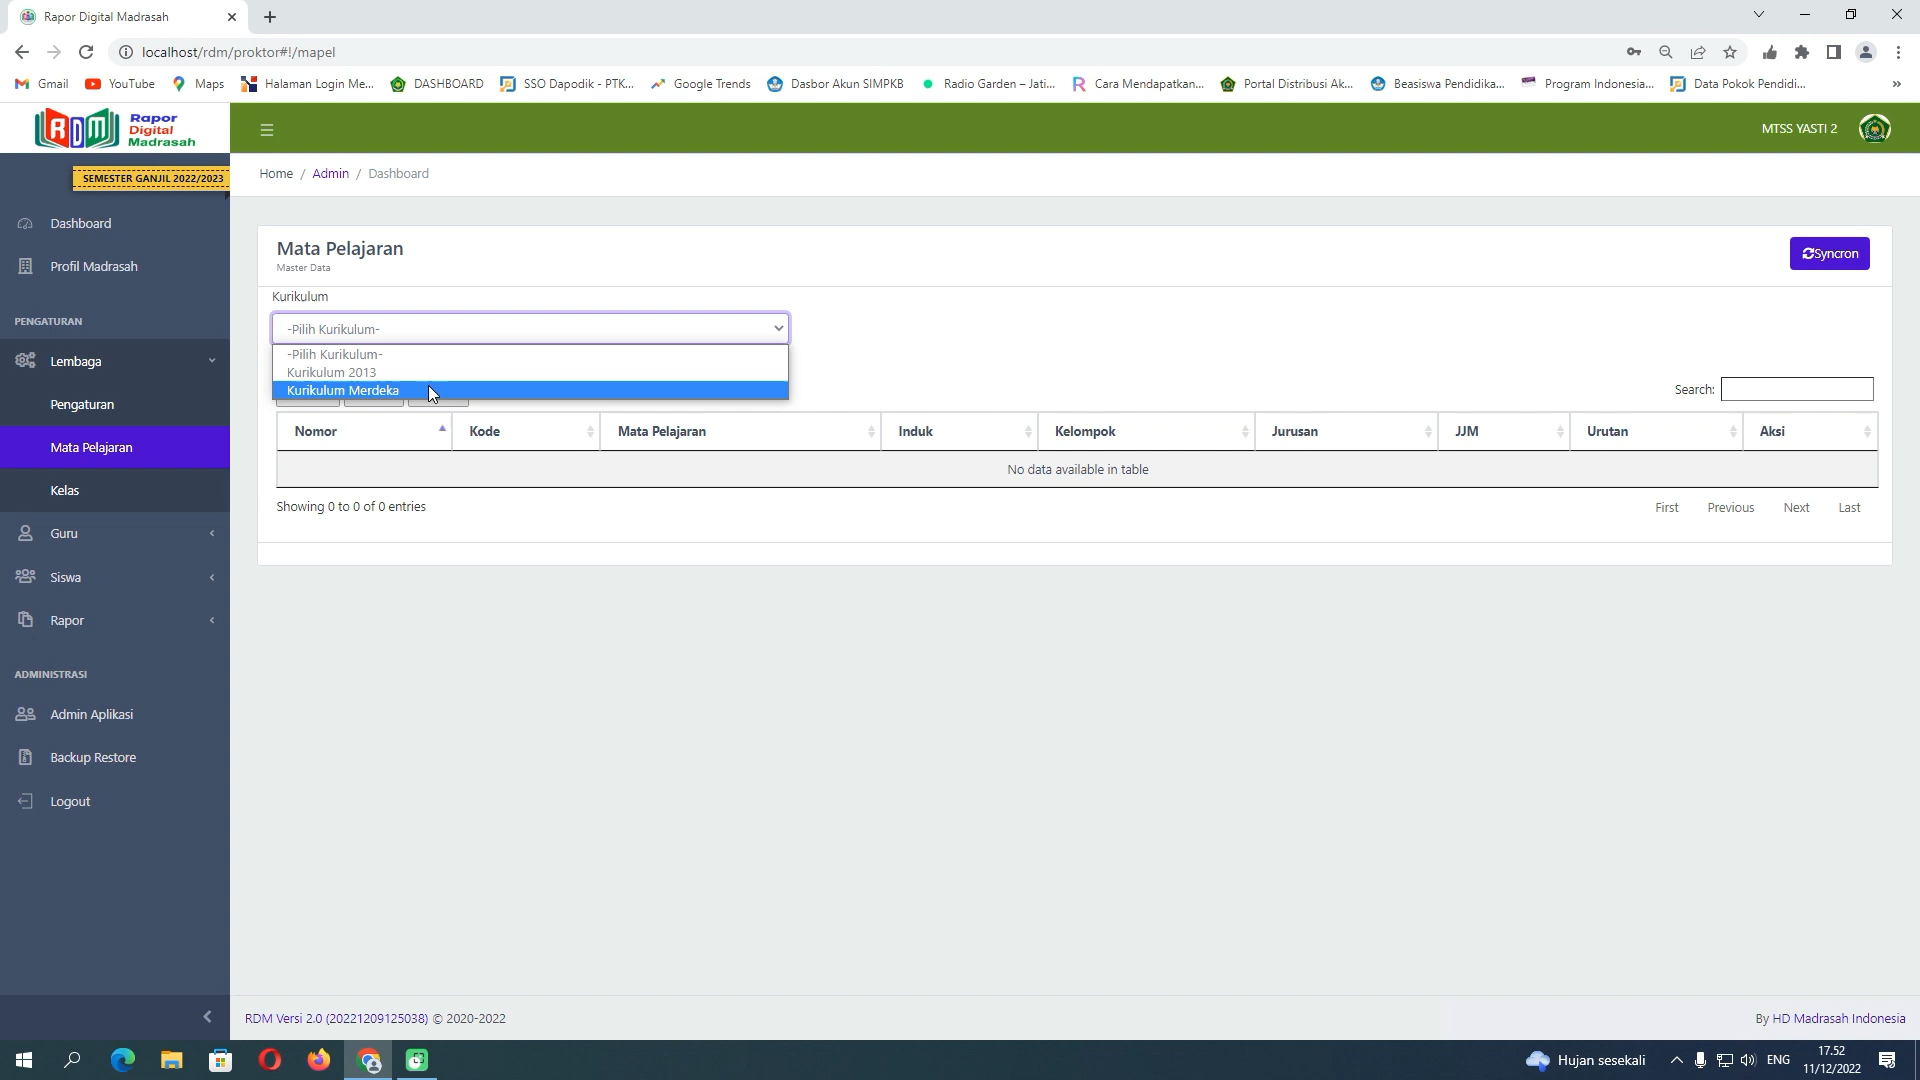 Rapor Digital Madrasah
localhost/rdm/proktor#!/mapel
Gmail YouTube Maps Halaman Login Me... DASHBOARD SSO Dapodik - PTK... Google Trends Dasbor Akun SIMPKB Radio Garden – Jati... Cara Mendapatkan... Portal Distribusi Ak... Beasiswa Pendidika... Program Indonesia... Data Pokok Pendidi... »
RDM Rapor
Digital
Madrasah
MTSS YASTI 2
SEMESTER GANJIL 2022/2023
Home / Admin / Dashboard
Dashboard
Profil Madrasah
PENGATURAN
Lembaga
Pengaturan
Mata Pelajaran
Kelas
Guru
Siswa
Rapor
ADMINISTRASI
Admin Aplikasi
Backup Restore
Logout
Mata Pelajaran
Master Data
Syncron
Kurikulum
-Pilih Kurikulum-
-Pilih Kurikulum-
Kurikulum 2013
Kurikulum Merdeka
Search:
Nomor Kode Mata Pelajaran Induk Kelompok Jurusan JJM Urutan Aksi
No data available in table
Showing 0 to 0 of 0 entries
First Previous Next Last
RDM Versi 2.0 (20221209125038) © 2020-2022
By HD Madrasah Indonesia
Hujan sesekali
ENG
17.52
11/12/2022